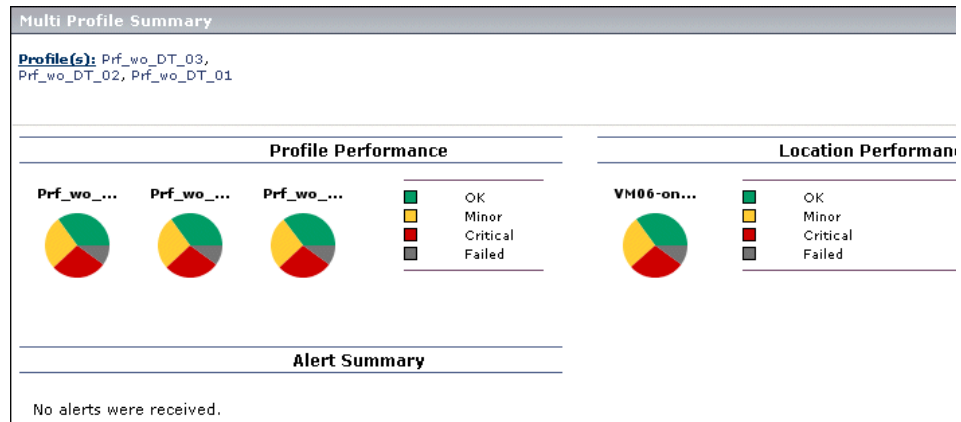 Multi Profile Summary
Profile(s): Prf_wo_DT_03,
Prf_wo_DT_02, Prf_wo_DT_01
Profile Performance
Prf_wo_... Prf_wo_... Prf_wo_...
OK
Minor
Critical
Failed
Location Performanc
VM06-on...
OK
Minor
Critical
Failed
Alert Summary
No alerts were received.